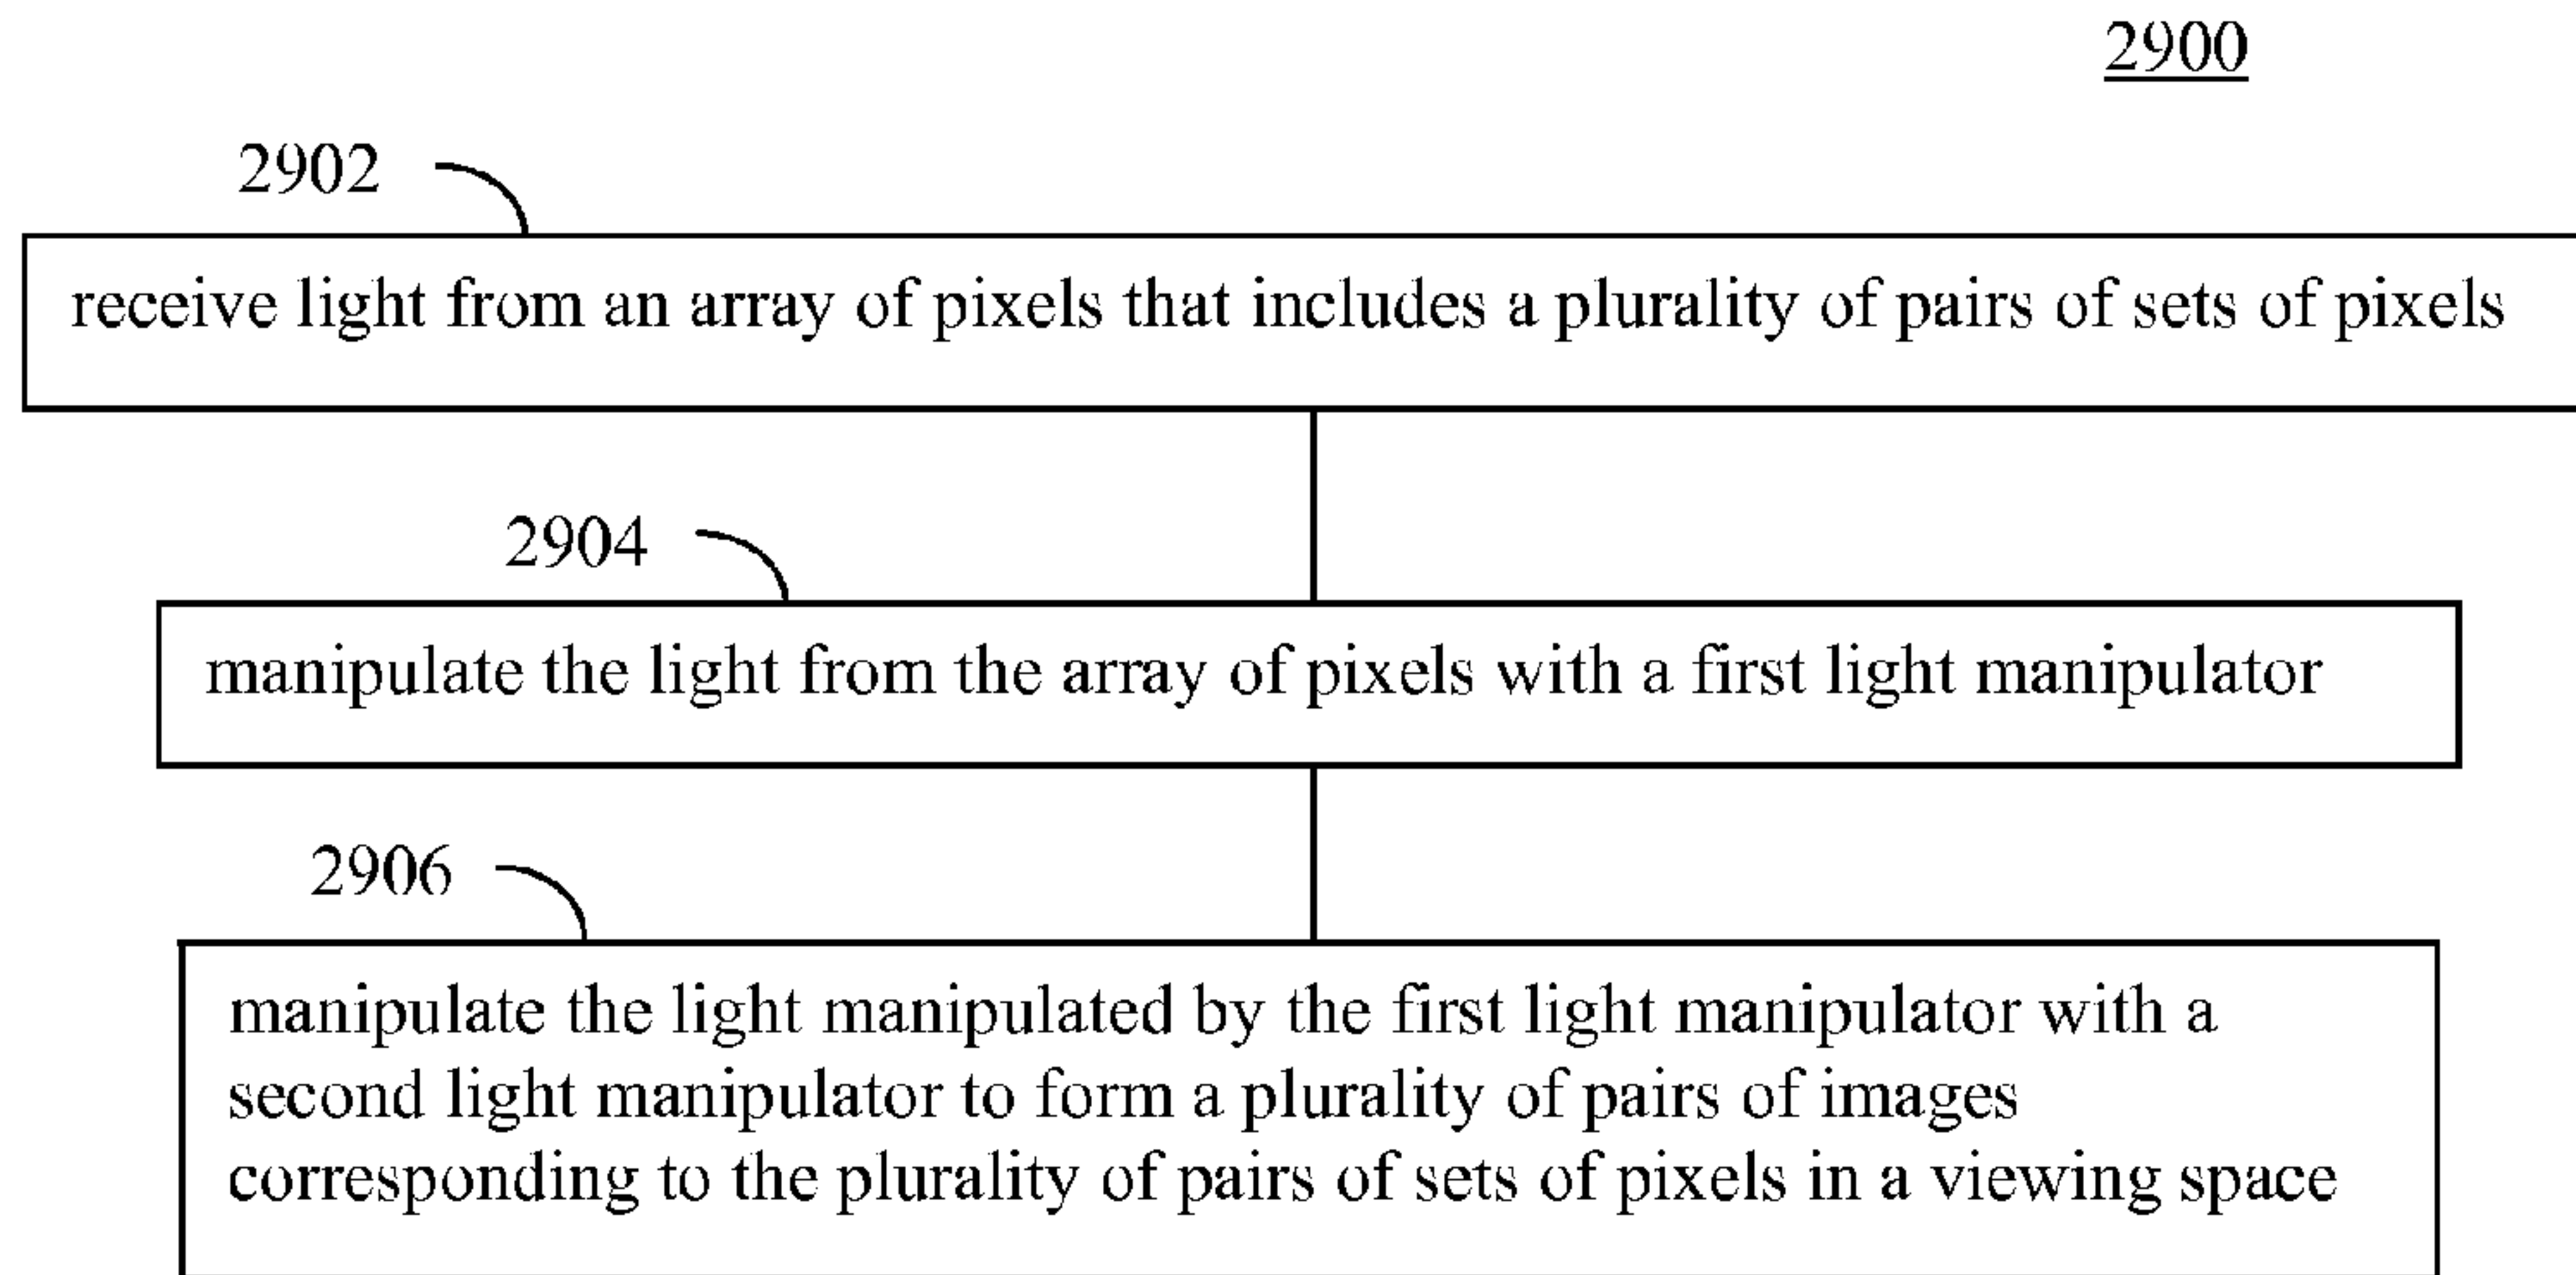 2900
2902
receive light from an array of pixels that includes a plurality of pairs of sets of pixels
2904
manipulate the light from the array of pixels with a first light manipulator
2906
manipulate the light manipulated by the first light manipulator with a
second light manipulator to form a plurality of pairs of images
corresponding to the plurality of pairs of sets of pixels in a viewing space